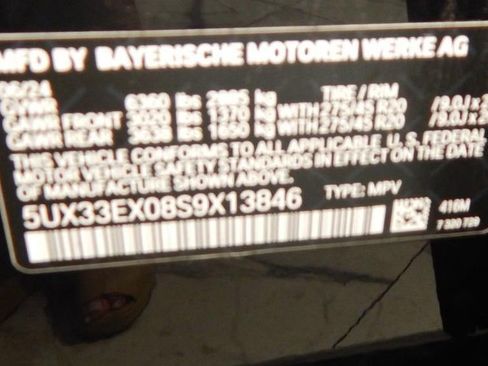 MFD BY BAYERISCHE MOTOREN WERKE AG
06/24 TIRE / RIM
GVWR 6360 lbs 2885 kg
GAWR FRONT 3020 lbs 1370 kg WITH 275/45 R20 /9.0J x
GAWR REAR 3638 lbs 1650 kg WITH 275/45 R20 /9.0J x
THIS VEHICLE CONFORMS TO ALL APPLICABLE U.S. FEDERAL
MOTOR VEHICLE SAFETY STANDARDS IN EFFECT ON THE DATE
OF MANUFACTURE SHOWN ABOVE.
5UX33EX08S9X13846 TYPE: MPV
416M